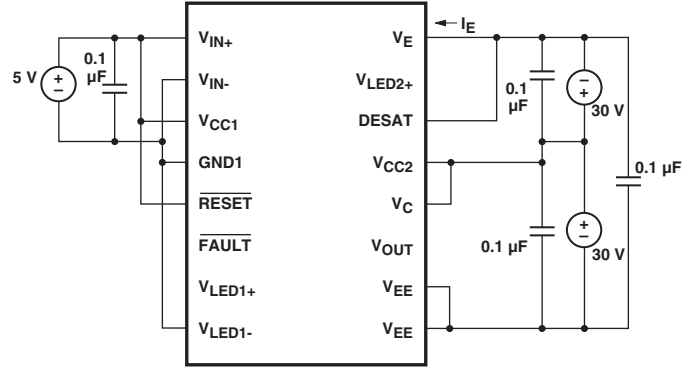 I_E
V_IN+
V_E
0.1
µF
5 V
+
−
V_IN-
V_LED2+
0.1
µF
−
+
30 V
V_CC1
DESAT
GND1
V_CC2
0.1 µF
RESET
V_C
FAULT
V_OUT
0.1 µF
+
−
30 V
V_LED1+
V_EE
V_LED1-
V_EE